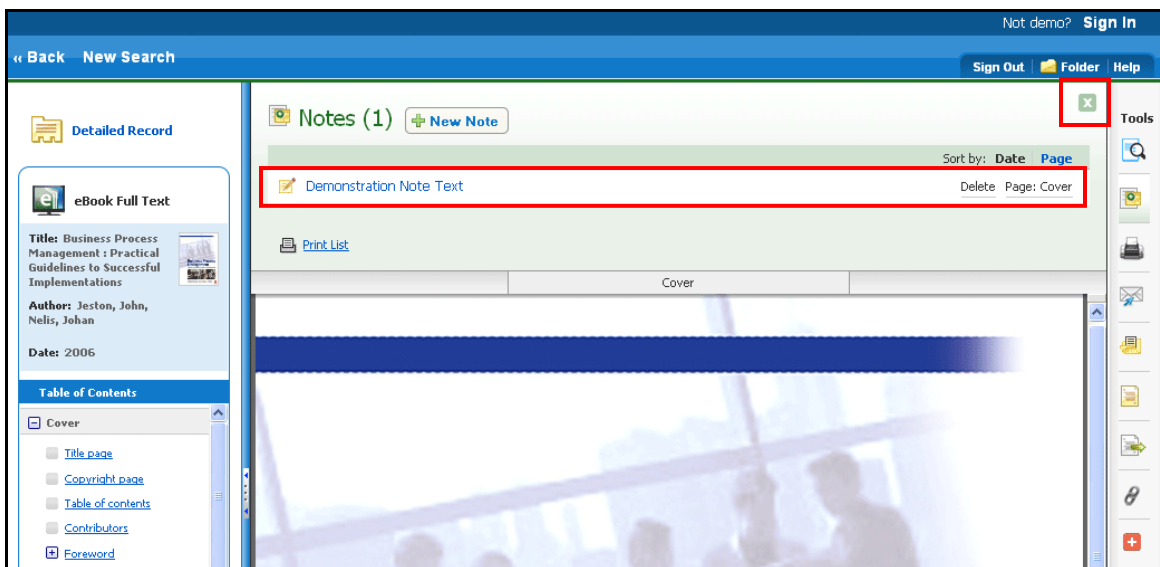 Not demo? Sign In
‹‹ Back New Search
Sign Out Folder Help
Detailed Record
eBook Full Text
Title: Business Process
Management : Practical
Guidelines to Successful
Implementations
Author: Jeston, John,
Nelis, Johan
Date: 2006
Table of Contents
Cover
Title page
Copyright page
Table of contents
Contributors
Foreword
Notes (1) New Note
Sort by: Date Page
Demonstration Note Text Delete Page: Cover
Print List
Cover
Tools